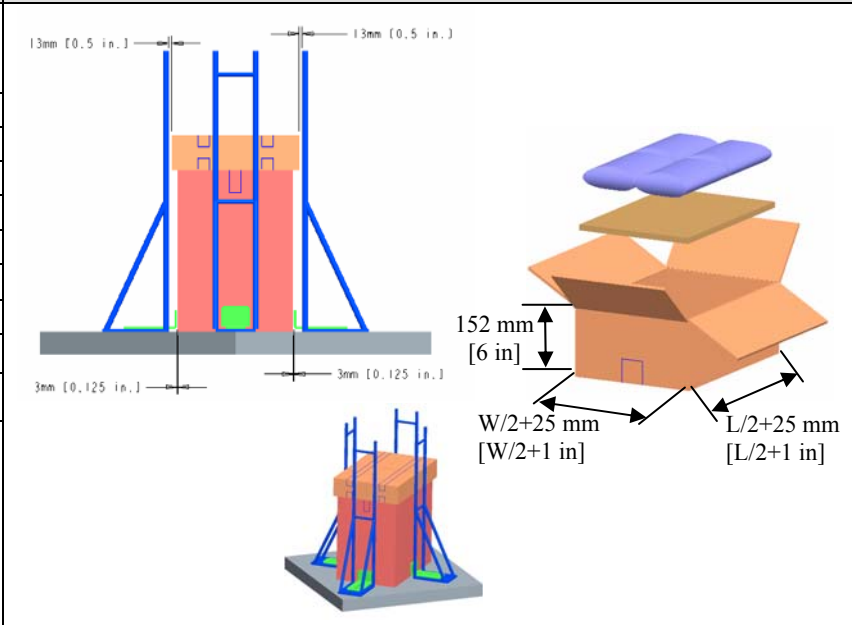 13mm [0.5 in.]
13mm [0.5 in.]
3mm [0.125 in.]
3mm [0.125 in.]
152 mm
[6 in]
W/2+25 mm
[W/2+1 in]
L/2+25 mm
[L/2+1 in]